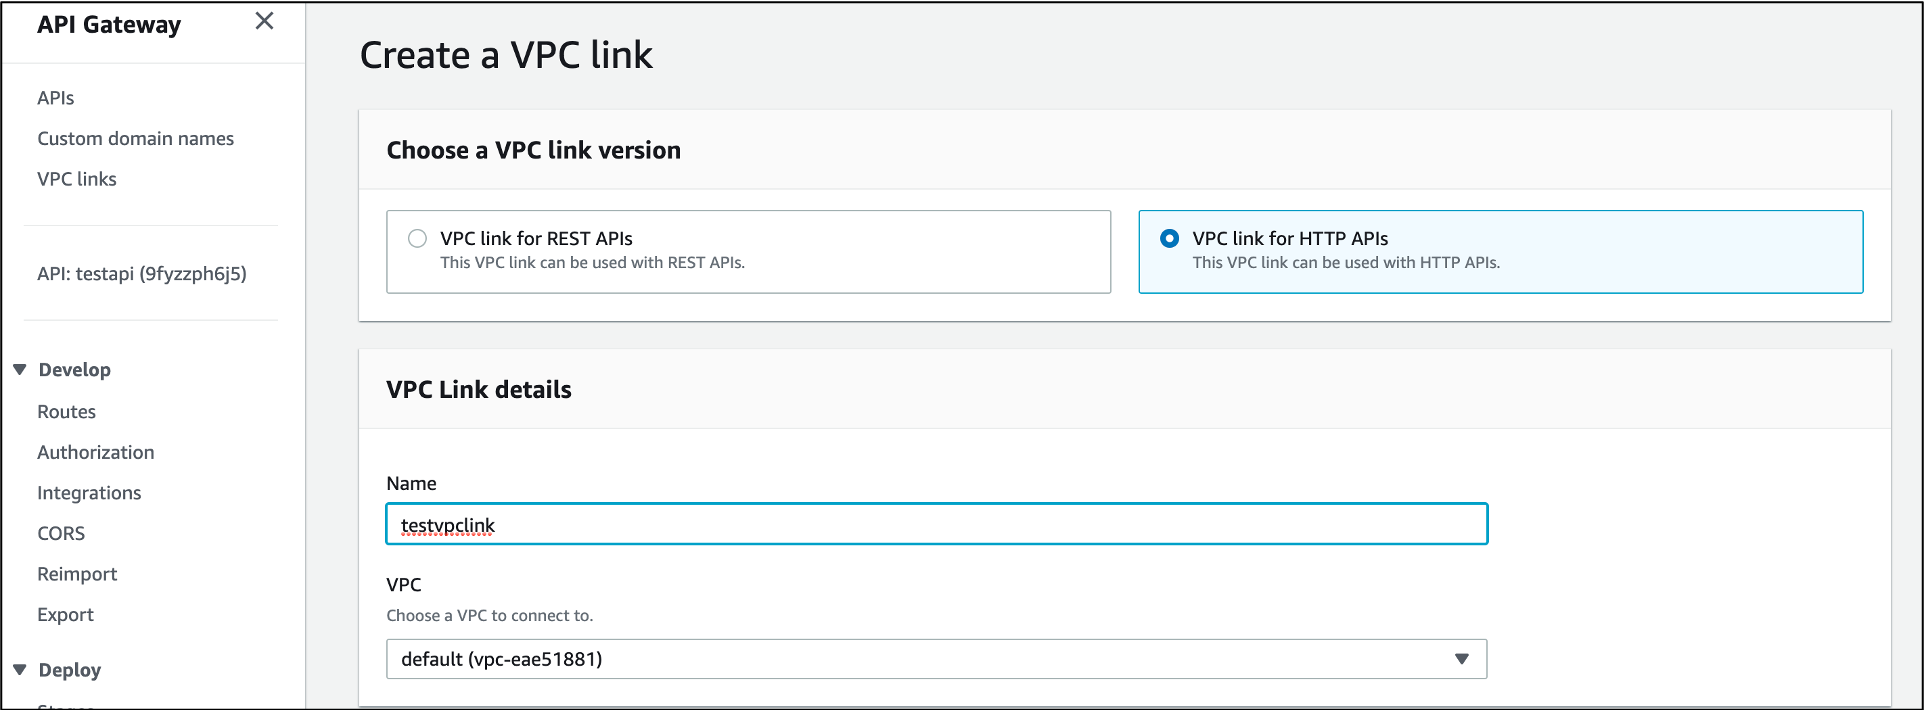 API Gateway
APIs
Custom domain names
VPC links
API: testapi (9fyzzph6j5)
Develop
Routes
Authorization
Integrations
CORS
Reimport
Export
Deploy
Create a VPC link
Choose a VPC link version
VPC link for REST APIs
This VPC link can be used with REST APIs.
VPC link for HTTP APIs
This VPC link can be used with HTTP APIs.
VPC Link details
Name
testvpclink
VPC
Choose a VPC to connect to.
default (vpc-eae51881)